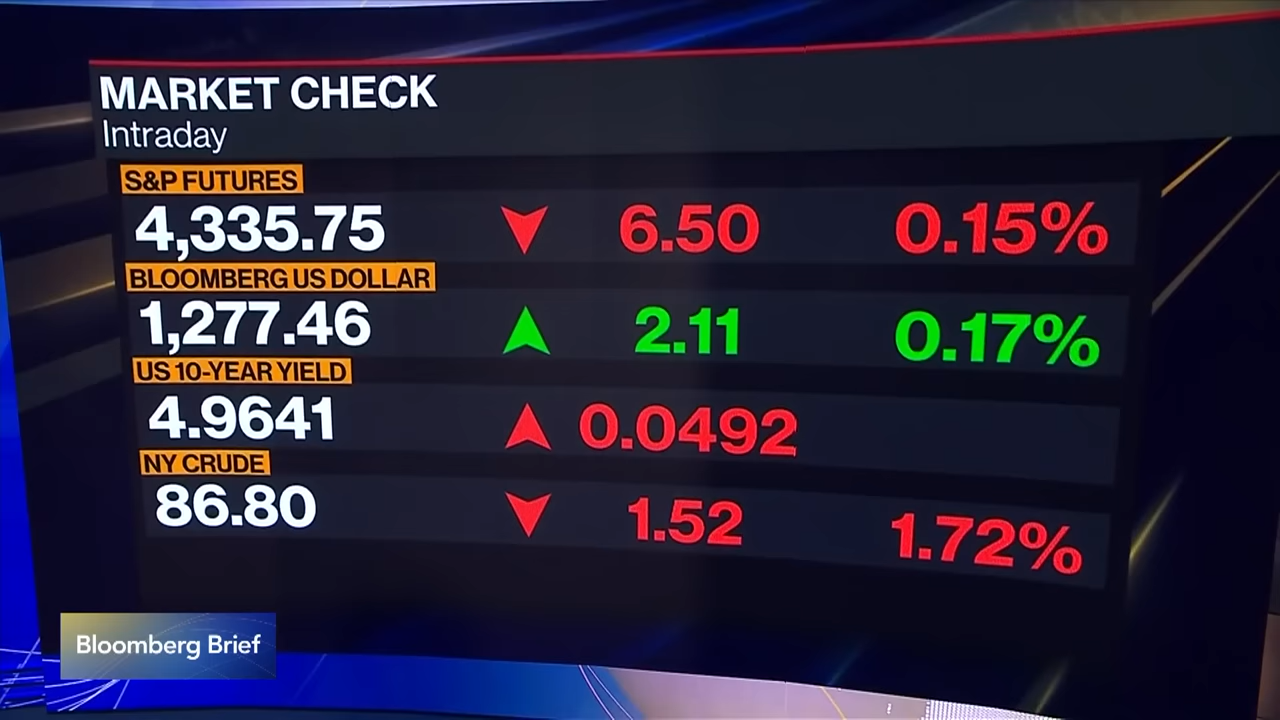 MARKET CHECK
Intraday
S&P FUTURES
4,335.75 6.50 0.15%
BLOOMBERG US DOLLAR
1,277.46 2.11 0.17%
US 10-YEAR YIELD
4.9641 0.0492
NY CRUDE
86.80 1.52 1.72%
Bloomberg Brief